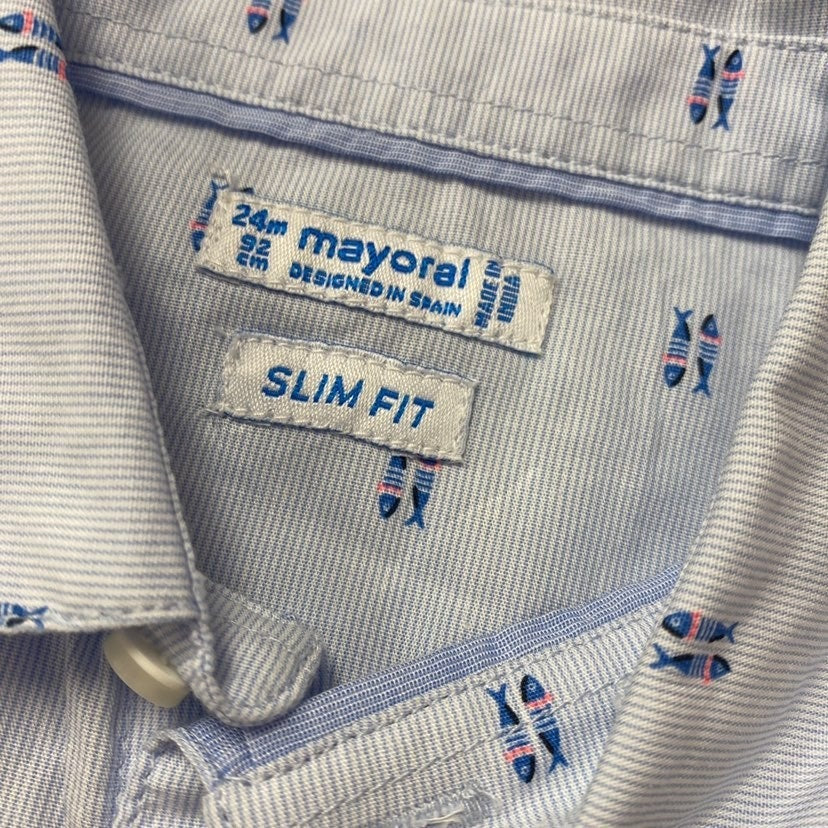 24m
92
cm
mayoral
DESIGNED IN SPAIN
MADE IN
INDIA
SLIM FIT